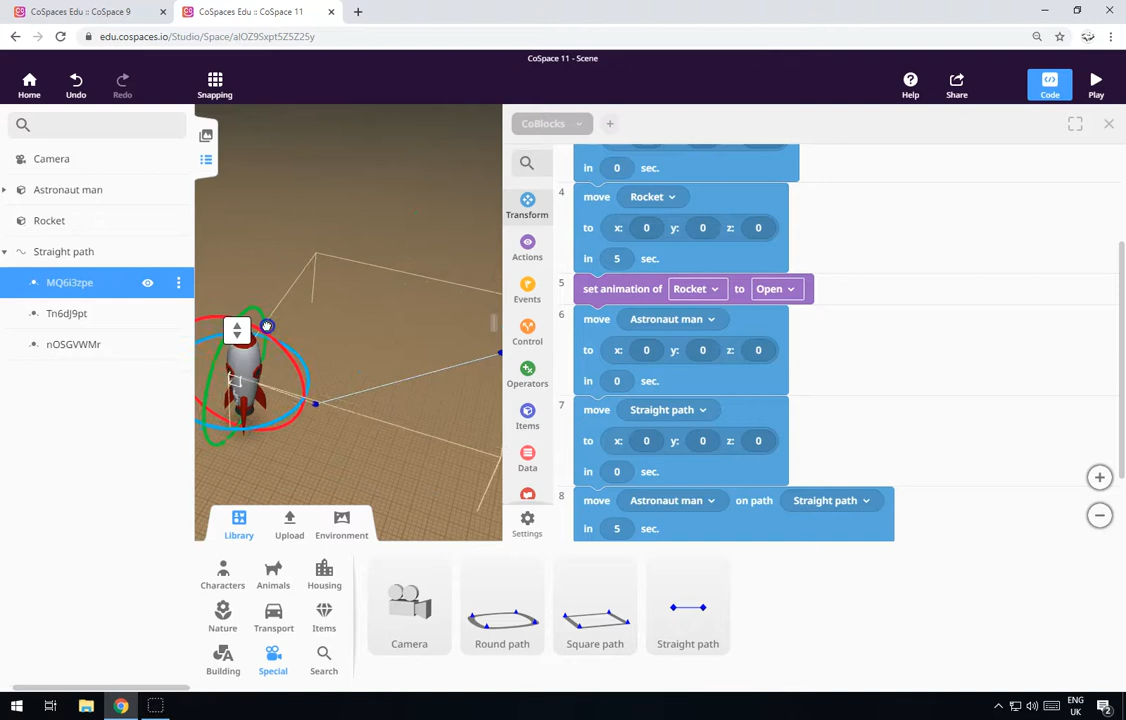 CoSpaces Edu :: CoSpace 9
CoSpaces Edu :: CoSpace 11
edu.cospaces.io/Studio/Space/alOZ9Sxpt5Z5Z25y
CoSpace 11 - Scene
Home
Undo
Redo
Snapping
Help
Share
Code
Play
Camera
Astronaut man
Rocket
Straight path
MQ6i3zpe
Tn6dJ9pt
nOSGVWMr
CoBlocks
Transform
Actions
Events
Control
Operators
Items
Data
Settings
in 0 sec.
4 move Rocket
to x: 0 y: 0 z: 0
in 5 sec.
5 set animation of Rocket to Open
6 move Astronaut man
to x: 0 y: 0 z: 0
in 0 sec.
7 move Straight path
to x: 0 y: 0 z: 0
in 0 sec.
8 move Astronaut man on path Straight path
in 5 sec.
Library
Upload
Environment
Characters
Animals
Housing
Nature
Transport
Items
Building
Special
Search
Camera
Round path
Square path
Straight path
ENG
UK
2